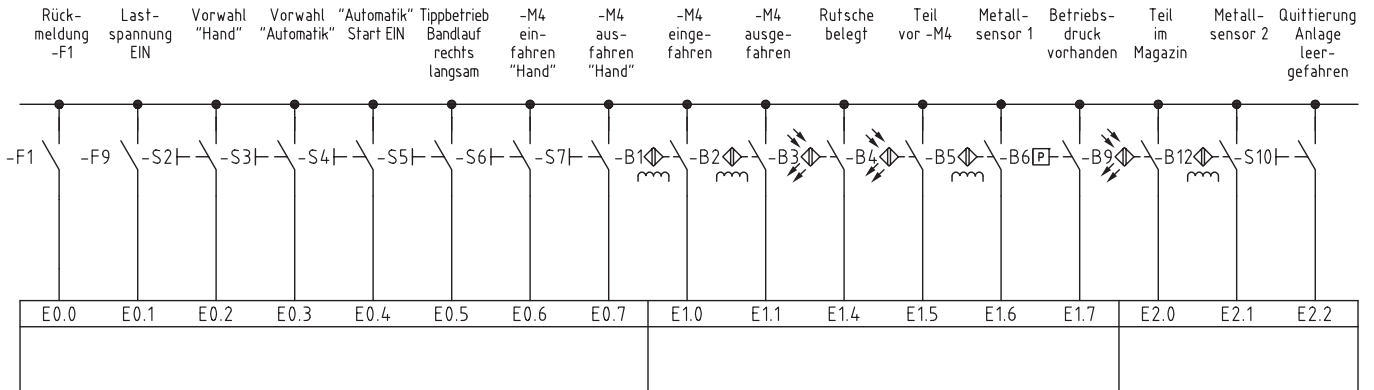 Rück-
meldung
-F1
Last-
spannung
EIN
Vorwahl
"Hand"
Vorwahl
"Automatik"
"Automatik"
Start EIN
Tippbetrieb
Bandlauf
rechts
langsam
-M4
ein-
fahren
"Hand"
-M4
aus-
fahren
"Hand"
-M4
einge-
fahren
-M4
ausge-
fahren
Rutsche
belegt
Teil
vor -M4
Metall-
sensor 1
Betriebs-
druck
vorhanden
Teil
im
Magazin
Metall-
sensor 2
Quittierung
Anlage
leer-
gefahren
-F1
-F9
-S2
-S3
-S4
-S5
-S6
-S7
-B1
-B2
-B3
-B4
-B5
-B6 P
-B9
-B12
-S10
E0.0 E0.1 E0.2 E0.3 E0.4 E0.5 E0.6 E0.7 E1.0 E1.1 E1.4 E1.5 E1.6 E1.7 E2.0 E2.1 E2.2